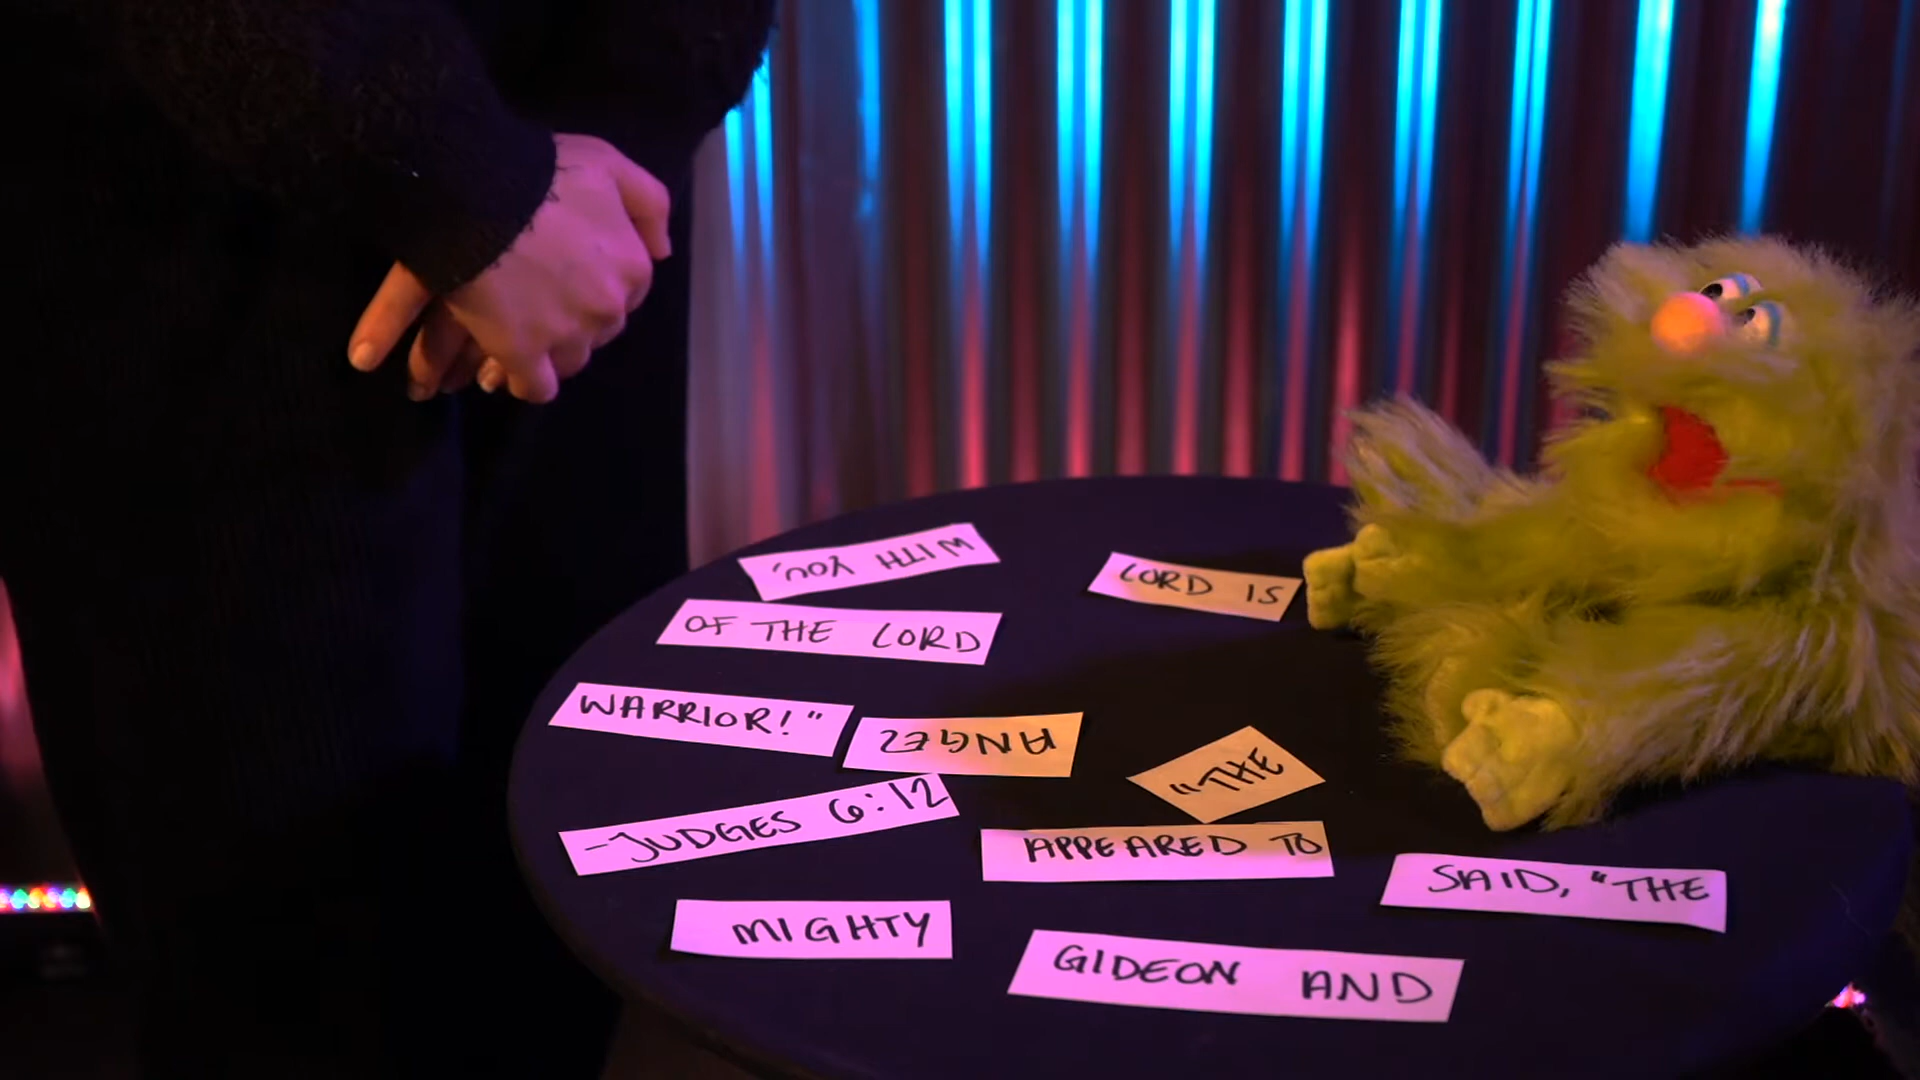 WITH YOU,
LORD IS
OF THE LORD
WARRIOR!"
ANGEL
"THE
-JUDGES 6:12
APPEARED TO
SAID, "THE
MIGHTY
GIDEON AND